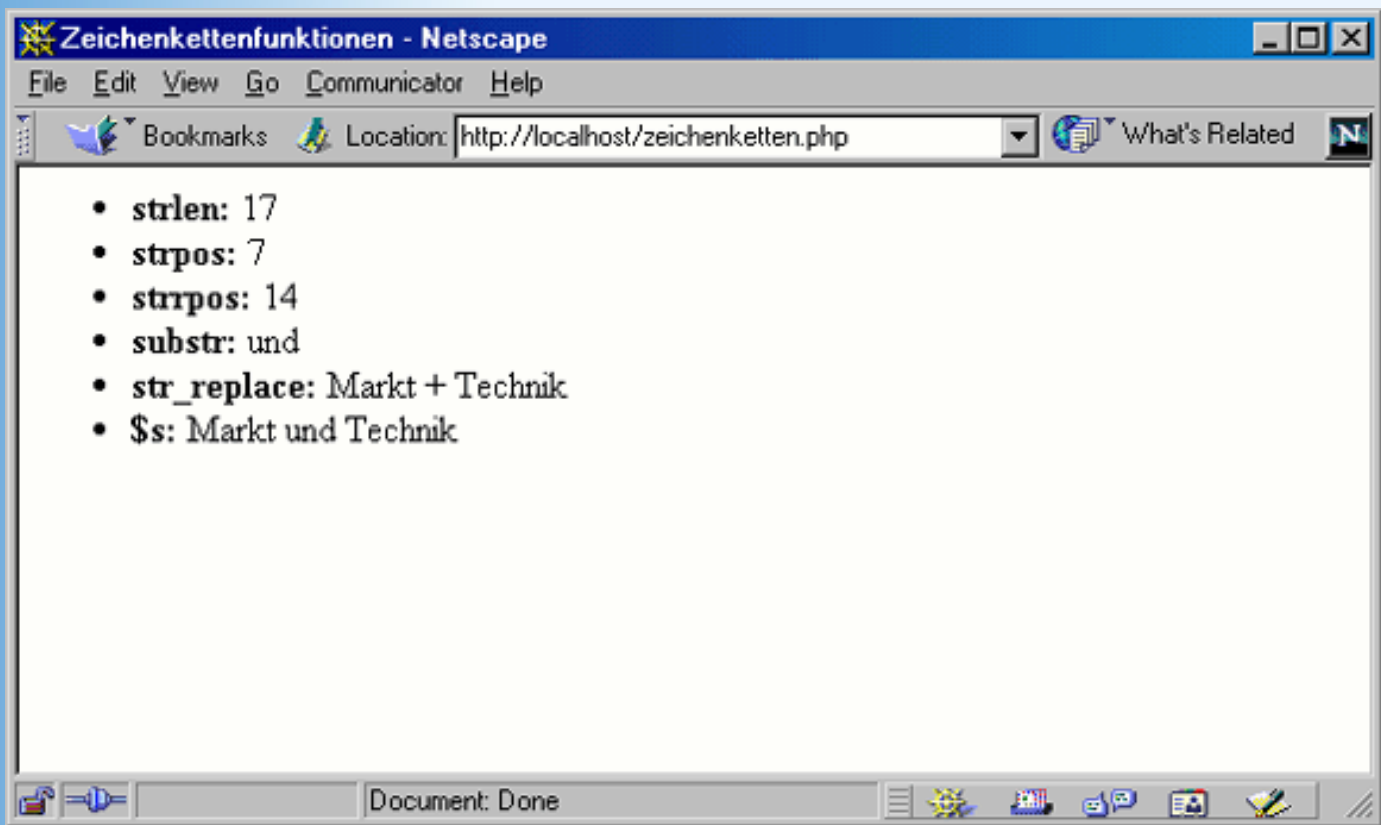 Zeichenkettenfunktionen - Netscape
File Edit View Go Communicator Help
Bookmarks Location: http://localhost/zeichenketten.php What's Related N
• strlen: 17
• strpos: 7
• strrpos: 14
• substr: und
• str_replace: Markt + Technik
• $s: Markt und Technik
Document: Done